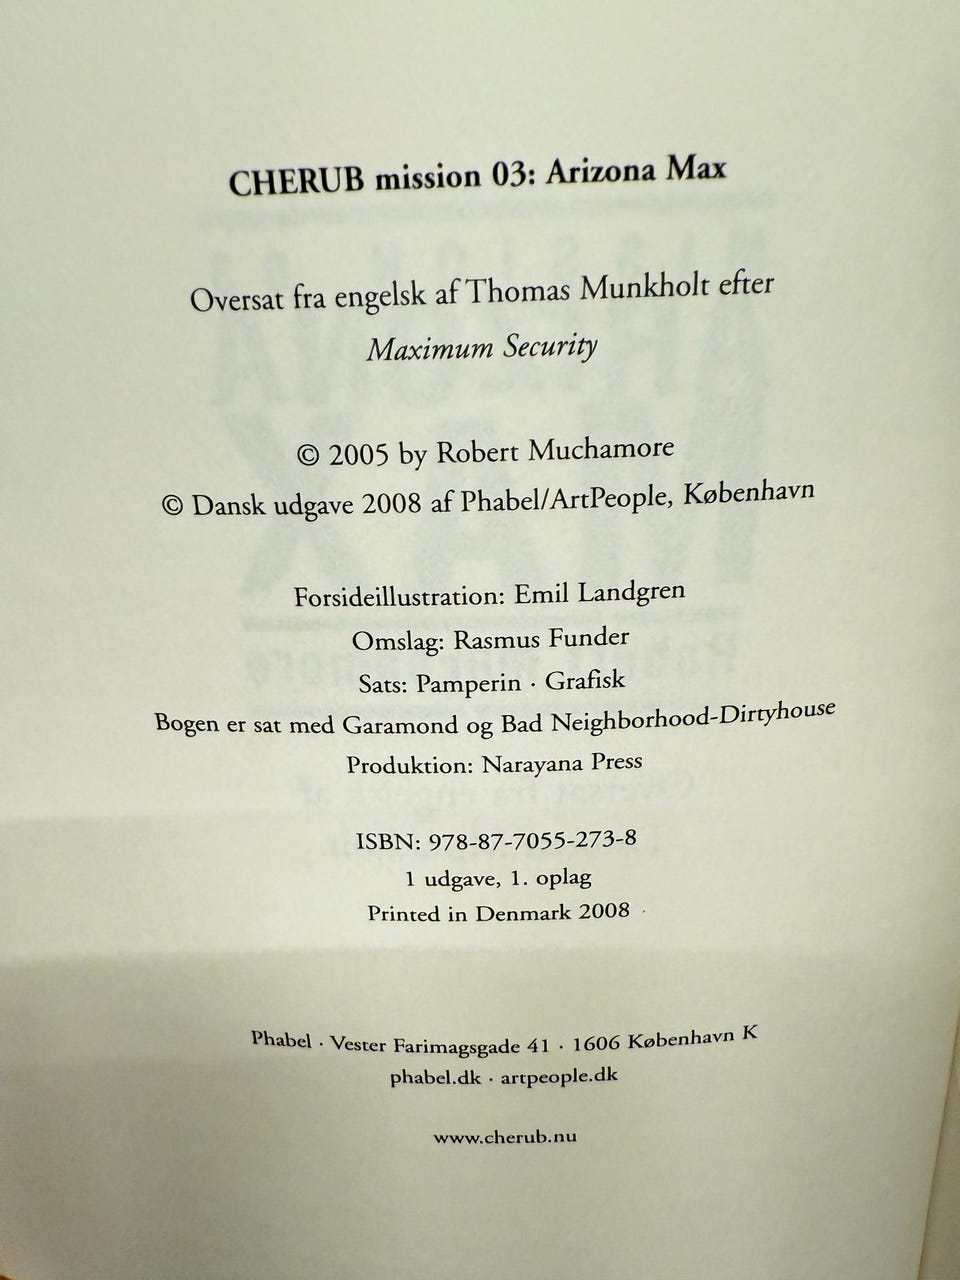 CHERUB mission 03: Arizona Max
Oversat fra engelsk af Thomas Munkholt efter
Maximum Security
© 2005 by Robert Muchamore
© Dansk udgave 2008 af Phabel/ArtPeople, København
Forsideillustration: Emil Landgren
Omslag: Rasmus Funder
Sats: Pamperin · Grafisk
Bogen er sat med Garamond og Bad Neighborhood-Dirtyhouse
Produktion: Narayana Press
ISBN: 978-87-7055-273-8
1 udgave, 1. oplag
Printed in Denmark 2008
Phabel · Vester Farimagsgade 41 · 1606 København K
phabel.dk · artpeople.dk
www.cherub.nu